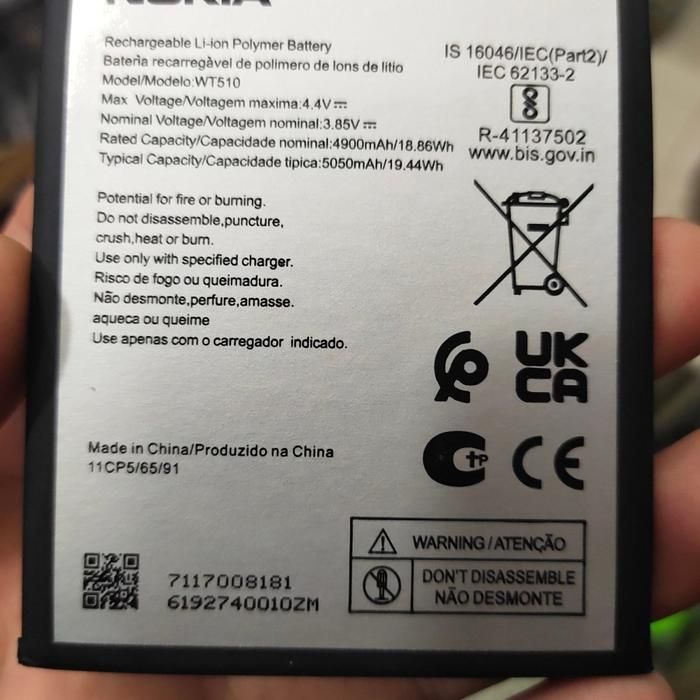 NOKIA
Rechargeable Li-ion Polymer Battery
Baterìa recarregàvel de polimero de Ions de litio
Model/Modelo:WT510
Max Voltage/Voltagem maxima:4.4V⎓
Nominal Voltage/Voltagem nominal:3.85V⎓
Rated Capacity/Capacidade nominal:4900mAh/18.86Wh
Typical Capacity/Capacidade tipica:5050mAh/19.44Wh
IS 16046/IEC(Part2)/
IEC 62133-2
R-41137502
www.bis.gov.in
Potential for fire or burning.
Do not disassemble,puncture,
crush,heat or burn.
Use only with specified charger.
Risco de fogo ou queimadura.
Não desmonte,perfure,amasse.
aqueca ou queime
Use apenas com o carregador indicado.
UK
CA
Made in China/Produzido na China
11CP5/65/91
CE
WARNING/ATENÇÃO
DON'T DISASSEMBLE
NÃO DESMONTE
7117008181
6192740010ZM